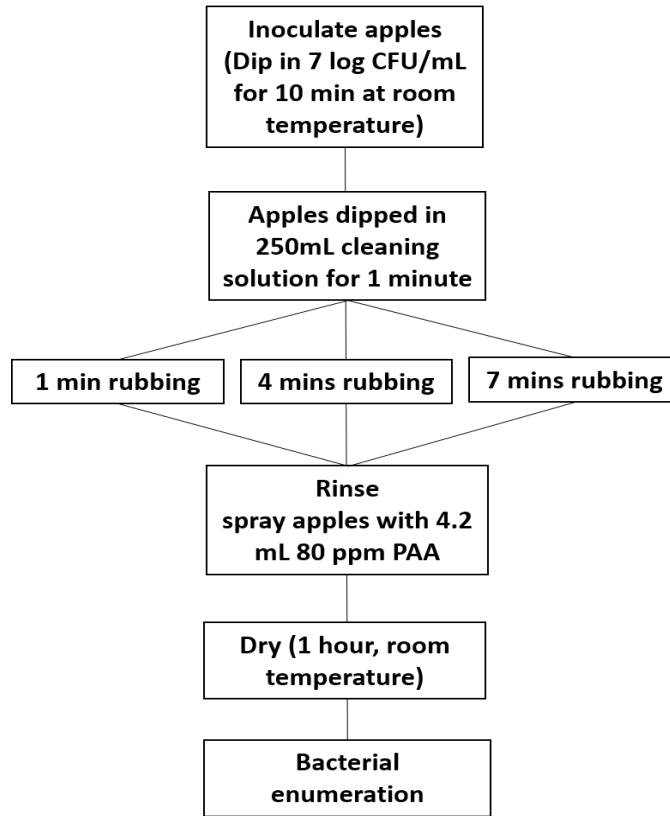 Inoculate apples
(Dip in 7 log CFU/mL
for 10 min at room
temperature)
Apples dipped in
250mL cleaning
solution for 1 minute
1 min rubbing
4 mins rubbing
7 mins rubbing
Rinse
spray apples with 4.2
mL 80 ppm PAA
Dry (1 hour, room
temperature)
Bacterial
enumeration